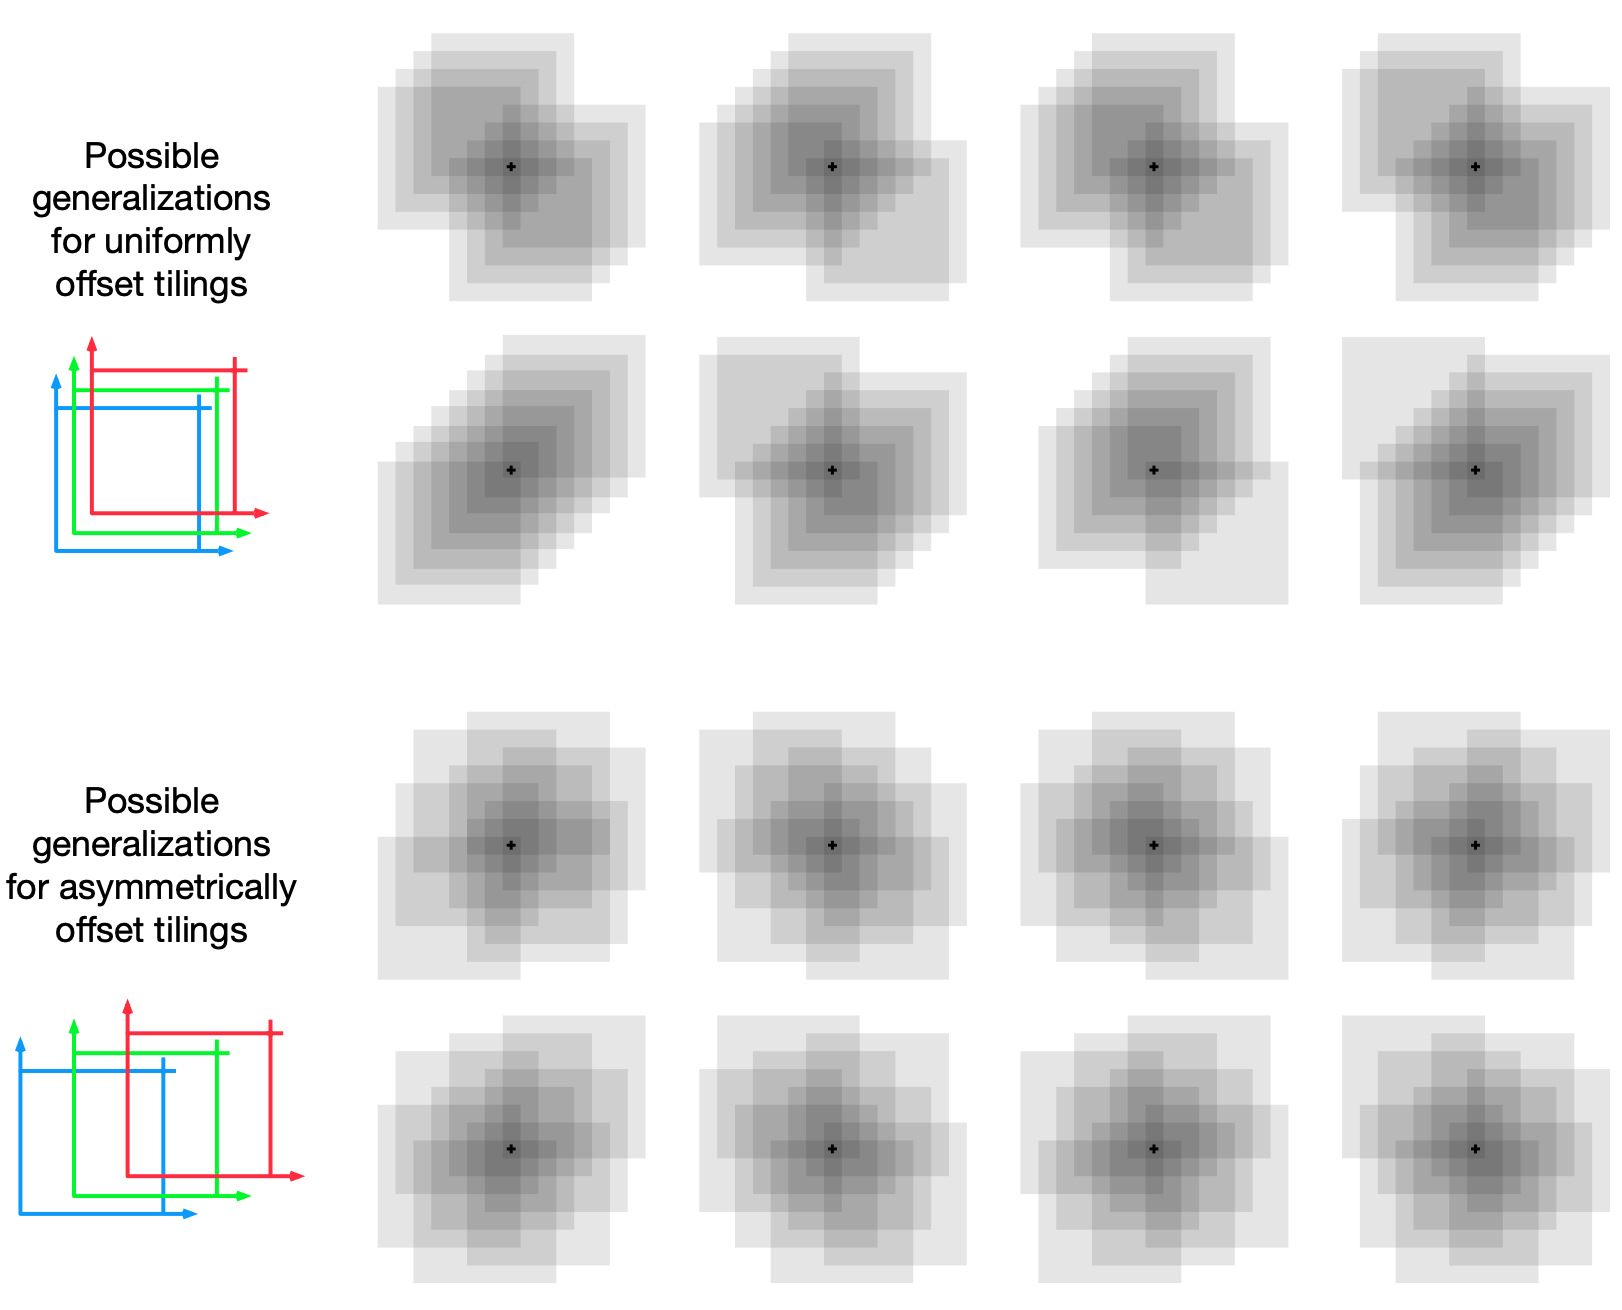 Possible
generalizations
for uniformly
offset tilings
Possible
generalizations
for asymmetrically
offset tilings